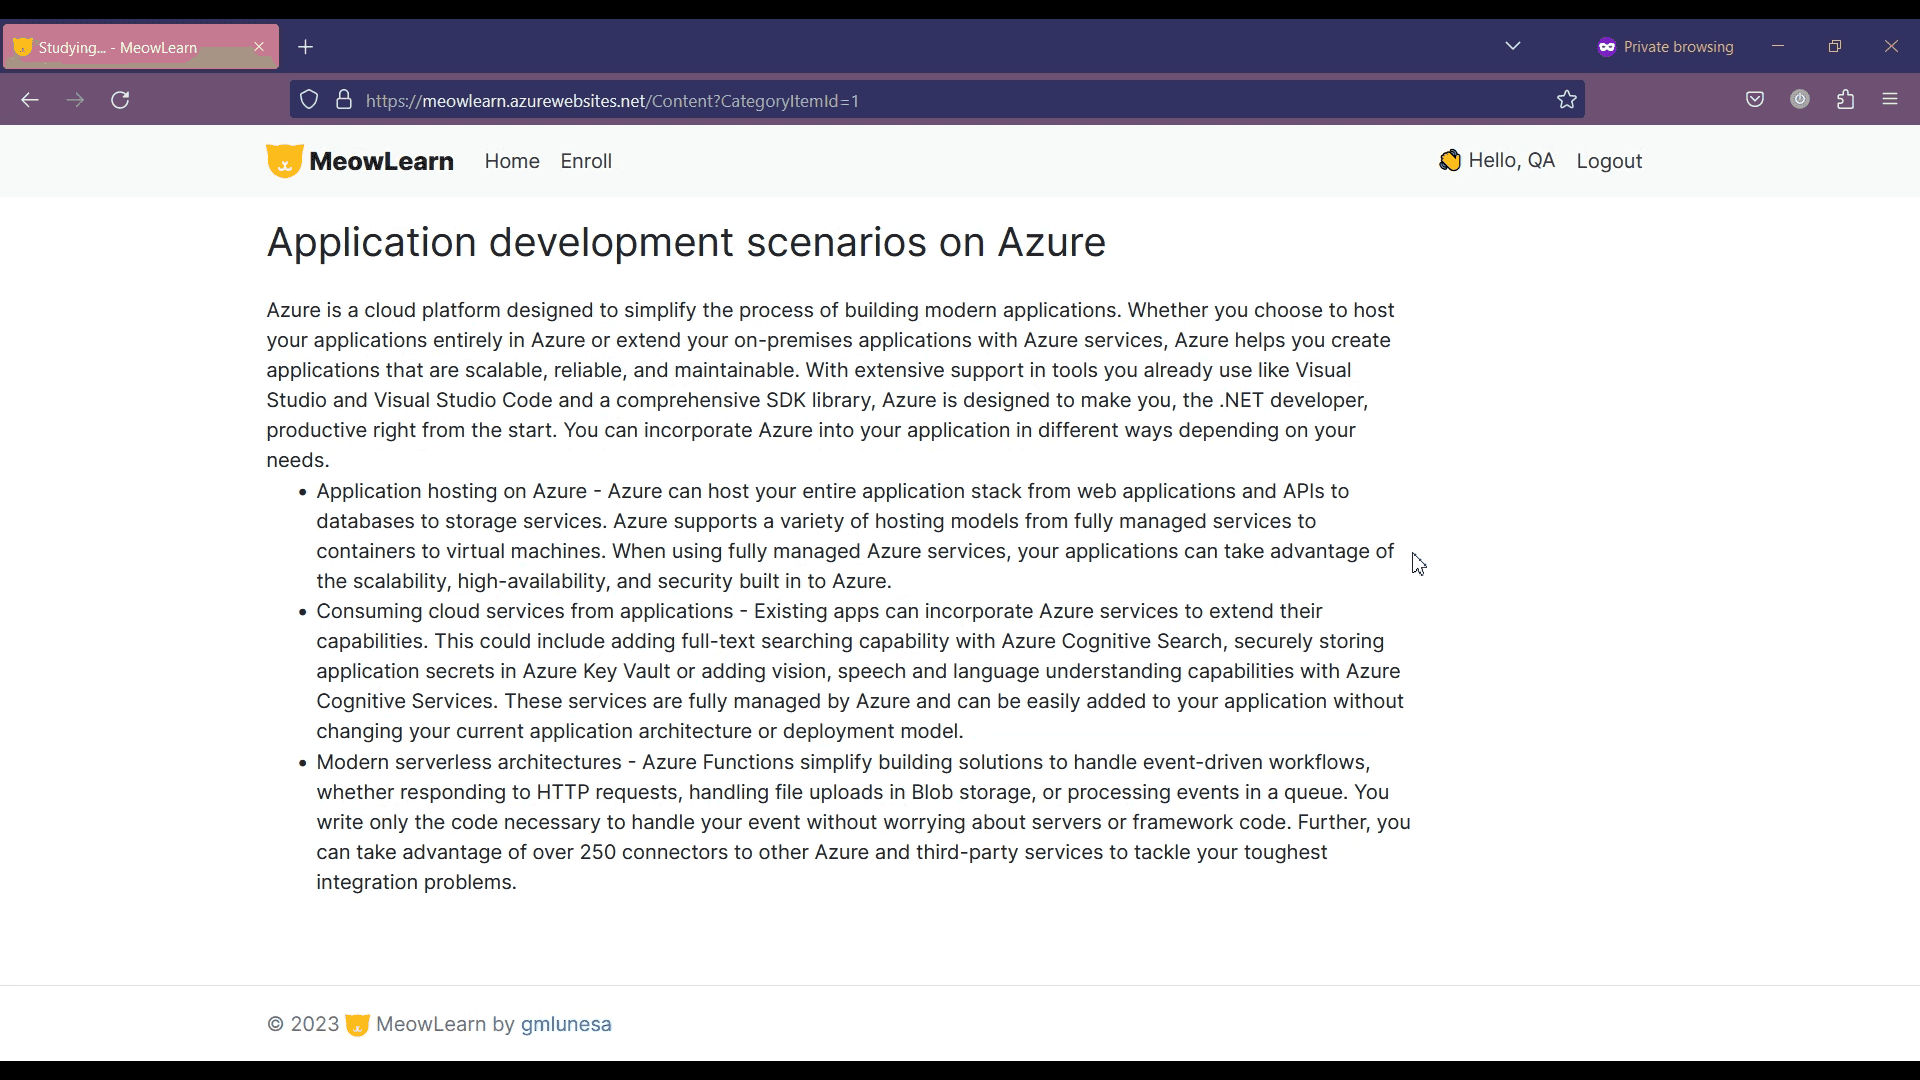 Studying... - MeowLearn
Private browsing
https://meowlearn.azurewebsites.net/Content?CategoryItemId=1
MeowLearn Home Enroll Hello, QA Logout
Application development scenarios on Azure
Azure is a cloud platform designed to simplify the process of building modern applications. Whether you choose to host
your applications entirely in Azure or extend your on-premises applications with Azure services, Azure helps you create
applications that are scalable, reliable, and maintainable. With extensive support in tools you already use like Visual
Studio and Visual Studio Code and a comprehensive SDK library, Azure is designed to make you, the .NET developer,
productive right from the start. You can incorporate Azure into your application in different ways depending on your
needs.
• Application hosting on Azure - Azure can host your entire application stack from web applications and APIs to
databases to storage services. Azure supports a variety of hosting models from fully managed services to
containers to virtual machines. When using fully managed Azure services, your applications can take advantage of
the scalability, high-availability, and security built in to Azure.
• Consuming cloud services from applications - Existing apps can incorporate Azure services to extend their
capabilities. This could include adding full-text searching capability with Azure Cognitive Search, securely storing
application secrets in Azure Key Vault or adding vision, speech and language understanding capabilities with Azure
Cognitive Services. These services are fully managed by Azure and can be easily added to your application without
changing your current application architecture or deployment model.
• Modern serverless architectures - Azure Functions simplify building solutions to handle event-driven workflows,
whether responding to HTTP requests, handling file uploads in Blob storage, or processing events in a queue. You
write only the code necessary to handle your event without worrying about servers or framework code. Further, you
can take advantage of over 250 connectors to other Azure and third-party services to tackle your toughest
integration problems.
© 2023 MeowLearn by gmlunesa